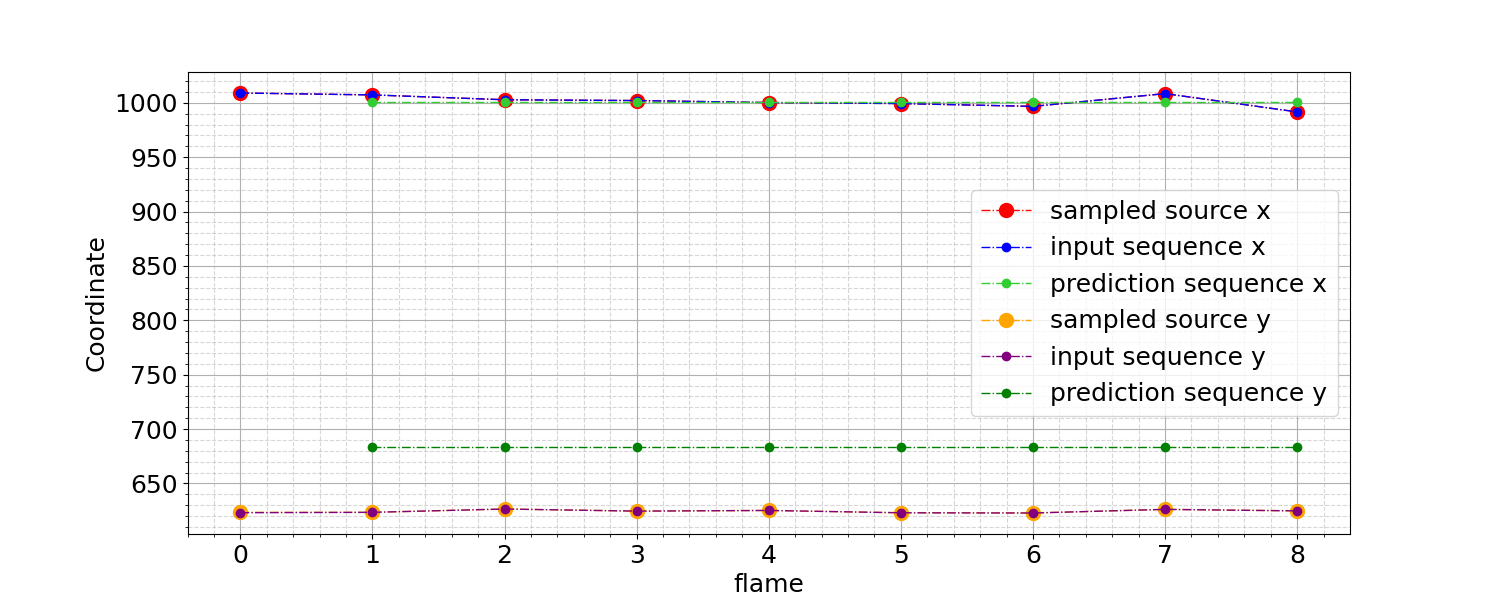 1000
950
900
850
800
750
700
650
Coordinate
sampled source x
input sequence x
prediction sequence x
sampled source y
input sequence y
prediction sequence y
0 1 2 3 4 5 6 7 8
flame